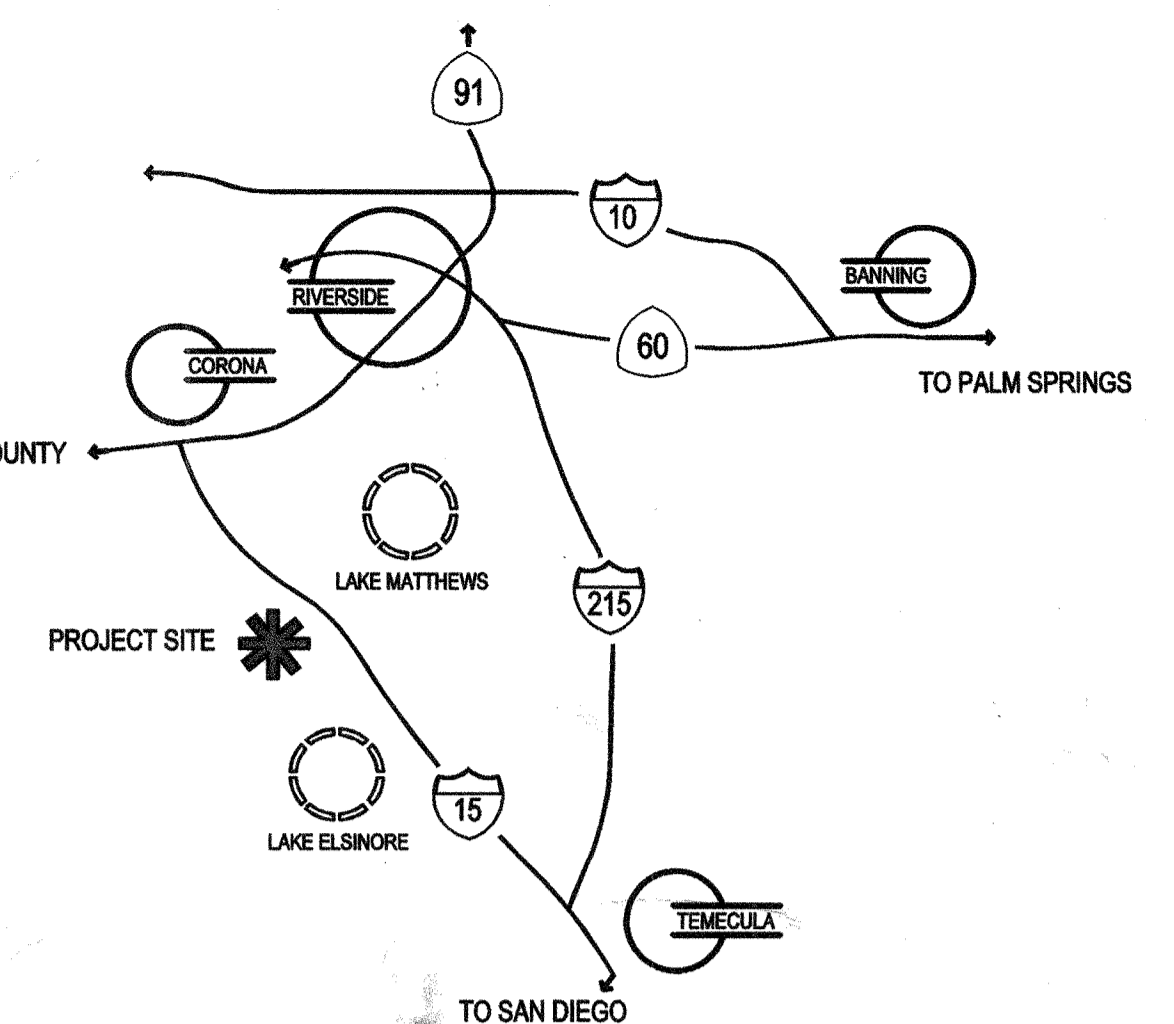 91
10
BANNING
RIVERSIDE
60
CORONA
TO PALM SPRINGS
LAKE MATTHEWS
215
PROJECT SITE
15
LAKE ELSINORE
TEMECULA
TO SAN DIEGO